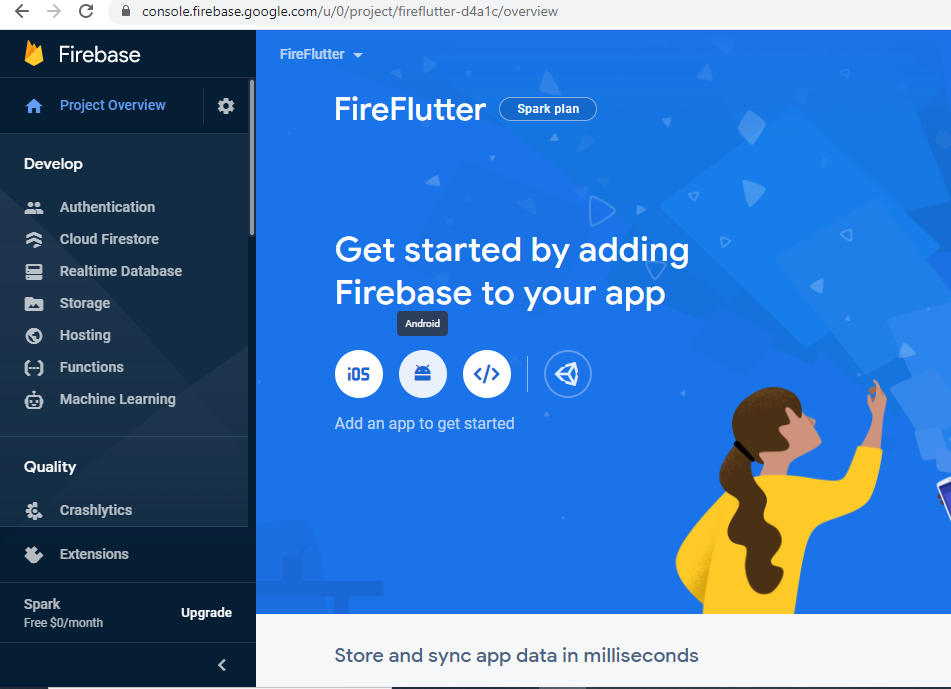 console.firebase.google.com/u/0/project/fireflutter-d4a1c/overview
Firebase
Project Overview
Develop
Authentication
Cloud Firestore
Realtime Database
Storage
Hosting
Functions
Machine Learning
Quality
Crashlytics
Extensions
Spark
Free $0/month
Upgrade
FireFlutter
FireFlutter Spark plan
Get started by adding
Firebase to your app
Android
iOS
Add an app to get started
Store and sync app data in milliseconds